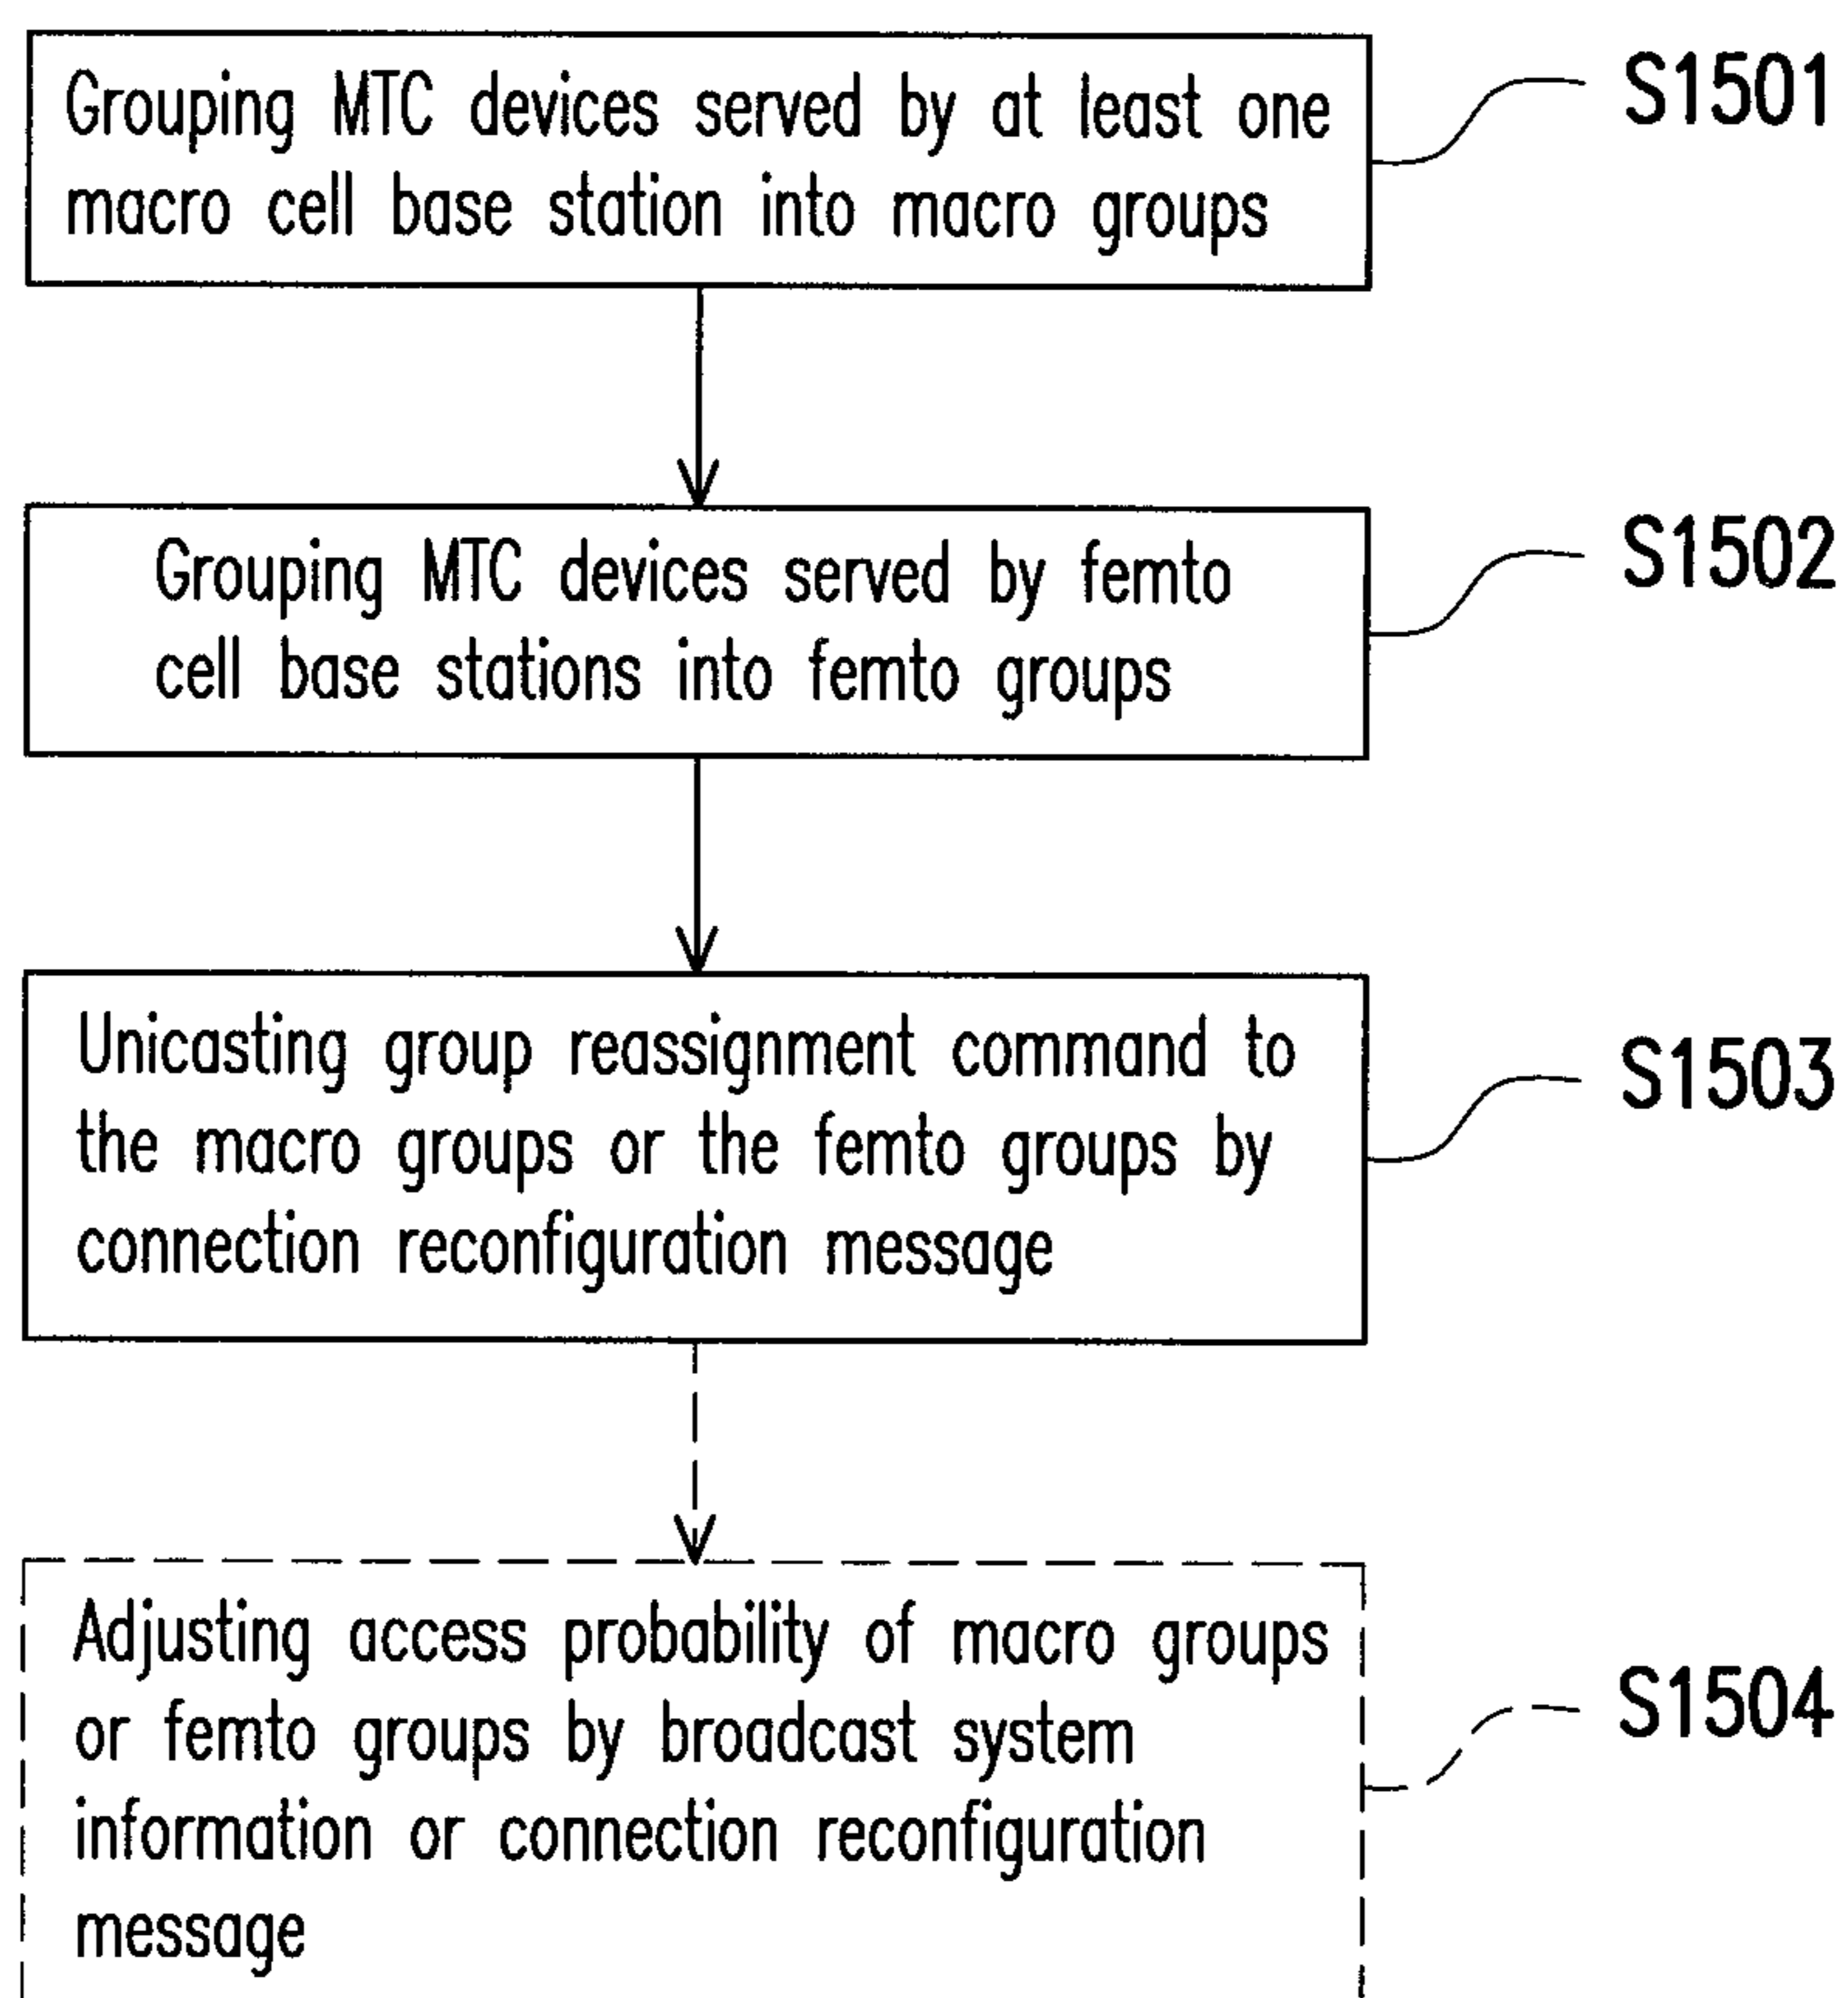 Grouping MTC devices served by at least one
macro cell base station into macro groups
S1501
Grouping MTC devices served by femto
cell base stations into femto groups
S1502
Unicasting group reassignment command to
the macro groups or the femto groups by
connection reconfiguration message
S1503
Adjusting access probability of macro groups
or femto groups by broadcast system
information or connection reconfiguration
message
S1504